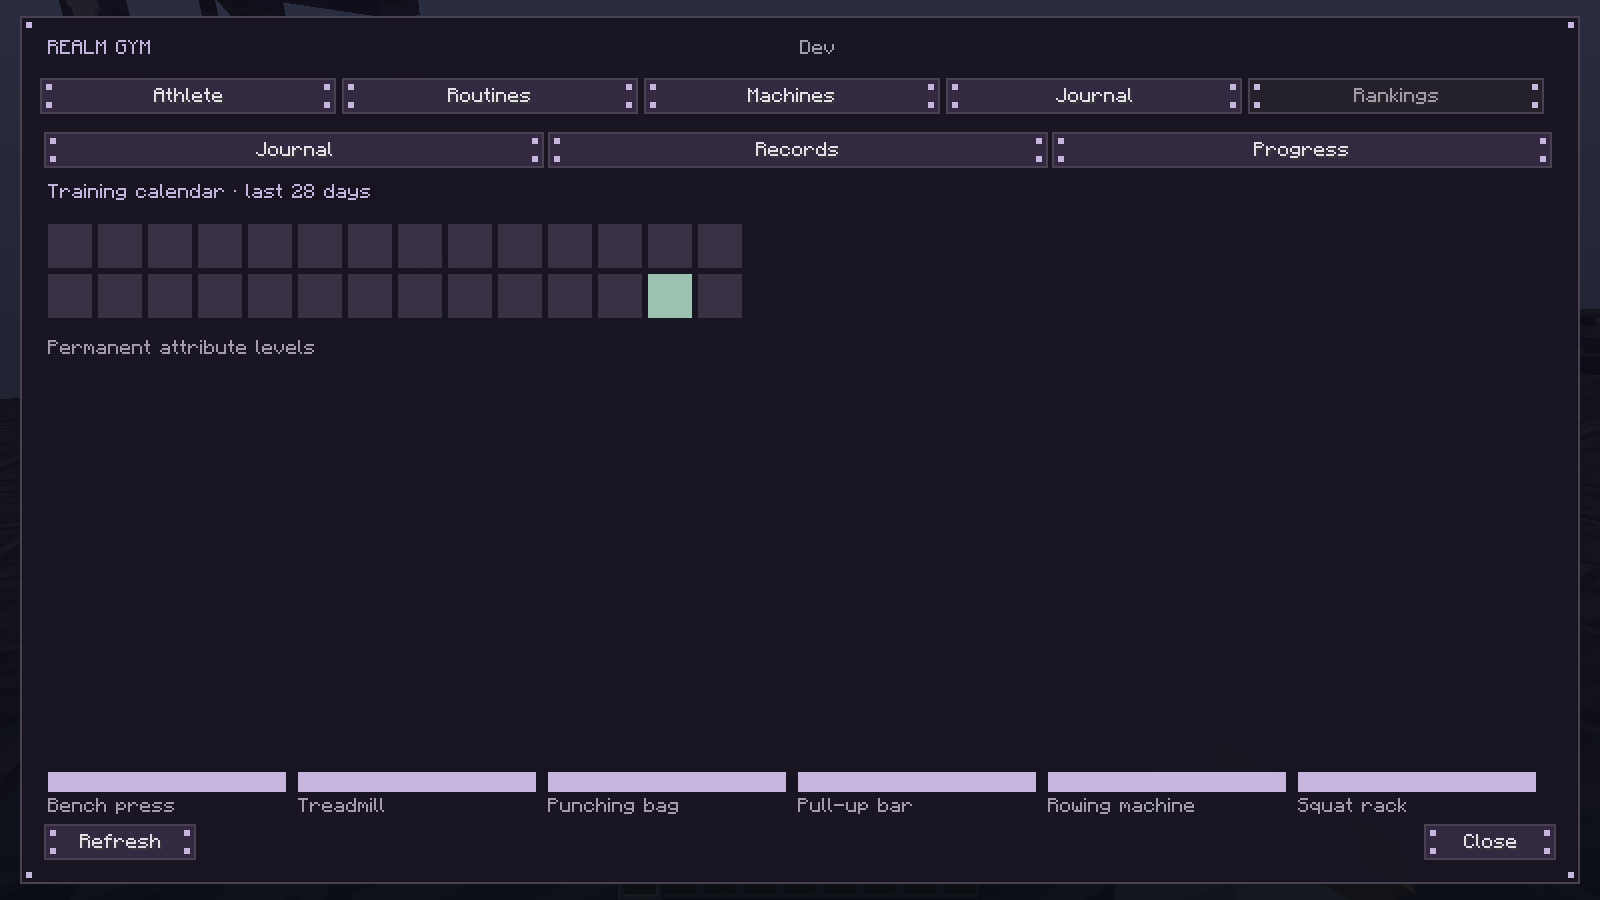 REALM GYM Dev
Athlete Routines Machines Journal Rankings
Journal Records Progress
Training calendar · last 28 days
Permanent attribute levels
Bench press Treadmill Punching bag Pull-up bar Rowing machine Squat rack
Refresh Close